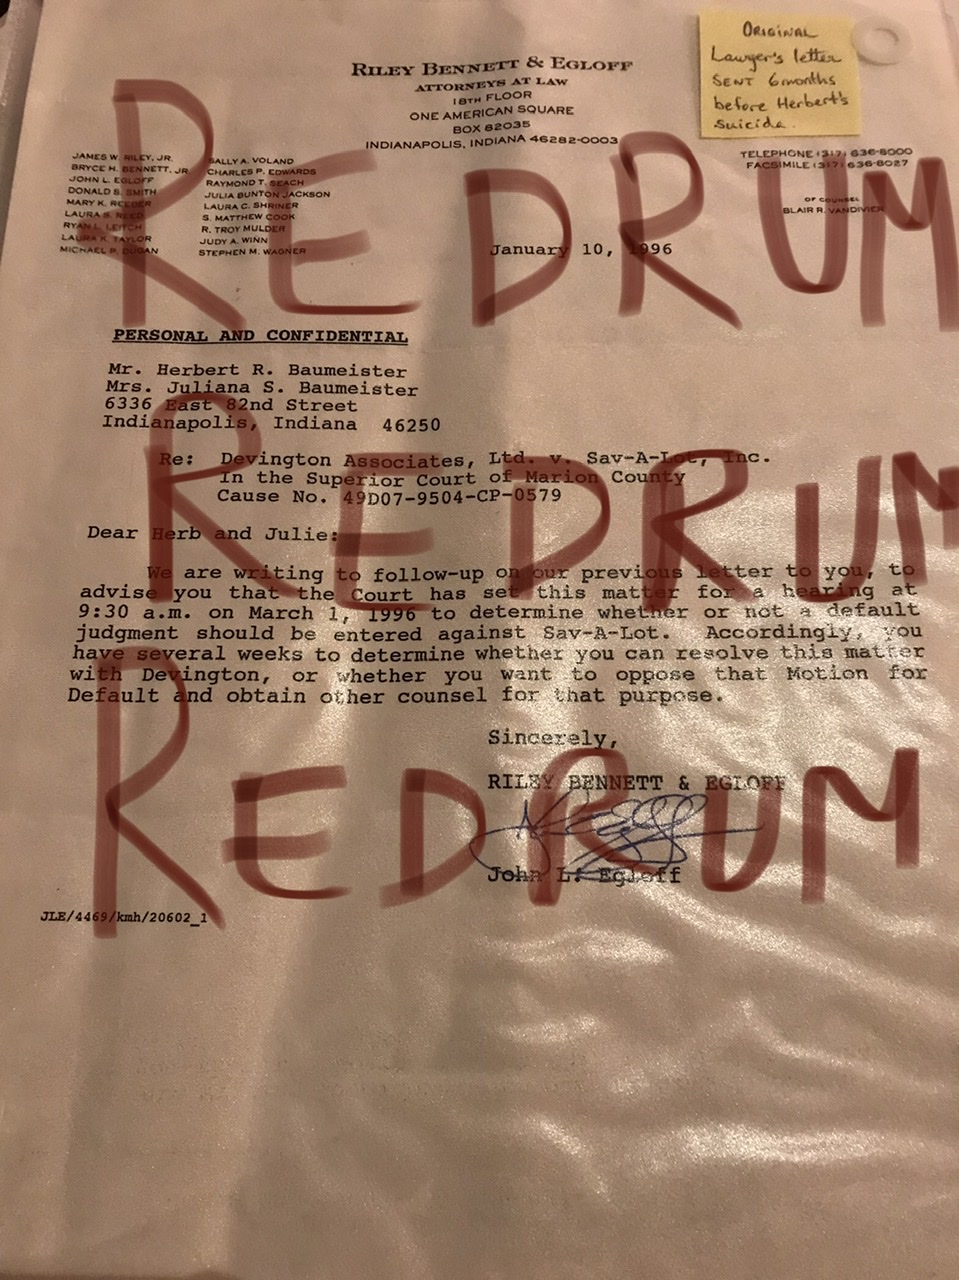 ORIGINAL
Lawyer's letter
SENT 6 months
before Herbert's
suicide.
RILEY BENNETT & EGLOFF
ATTORNEYS AT LAW
18TH FLOOR
ONE AMERICAN SQUARE
BOX 82035
INDIANAPOLIS, INDIANA 46282-0003
JAMES W. RILEY, JR.
BRYCE H. BENNETT, JR.
JOHN L. EGLOFF
DONALD S. SMITH
MARY K. REEDER
LAURA S. REED
RYAN L. LEITCH
LAURA K. TAYLOR
MICHAEL P. DUGAN
SALLY A. VOLAND
CHARLES P. EDWARDS
RAYMOND T. SEACH
JULIA BUNTON JACKSON
LAURA C. SHRINER
S. MATTHEW COOK
R. TROY MULDER
JUDY A. WINN
STEPHEN M. WAGNER
TELEPHONE (317) 636-8000
FACSIMILE (317) 636-8027
OF COUNSEL
BLAIR R. VANDIVIER
REDRUM
January 10, 1996
PERSONAL AND CONFIDENTIAL
Mr. Herbert R. Baumeister
Mrs. Juliana S. Baumeister
6336 East 82nd Street
Indianapolis, Indiana 46250
REDRUM
Re: Devington Associates, Ltd. v. Sav-A-Lot, Inc.
In the Superior Court of Marion County
Cause No. 49D07-9504-CP-0579
Dear Herb and Julie:
We are writing to follow-up on our previous letter to you, to
advise you that the Court has set this matter for a hearing at
9:30 a.m. on March 1, 1996 to determine whether or not a default
judgment should be entered against Sav-A-Lot. Accordingly, you
have several weeks to determine whether you can resolve this matter
with Devington, or whether you want to oppose that Motion for
Default and obtain other counsel for that purpose.
REDRUM
Sincerely,
RILEY BENNETT & EGLOFF
John L. Egloff
JLE/4469/kmh/20602_1